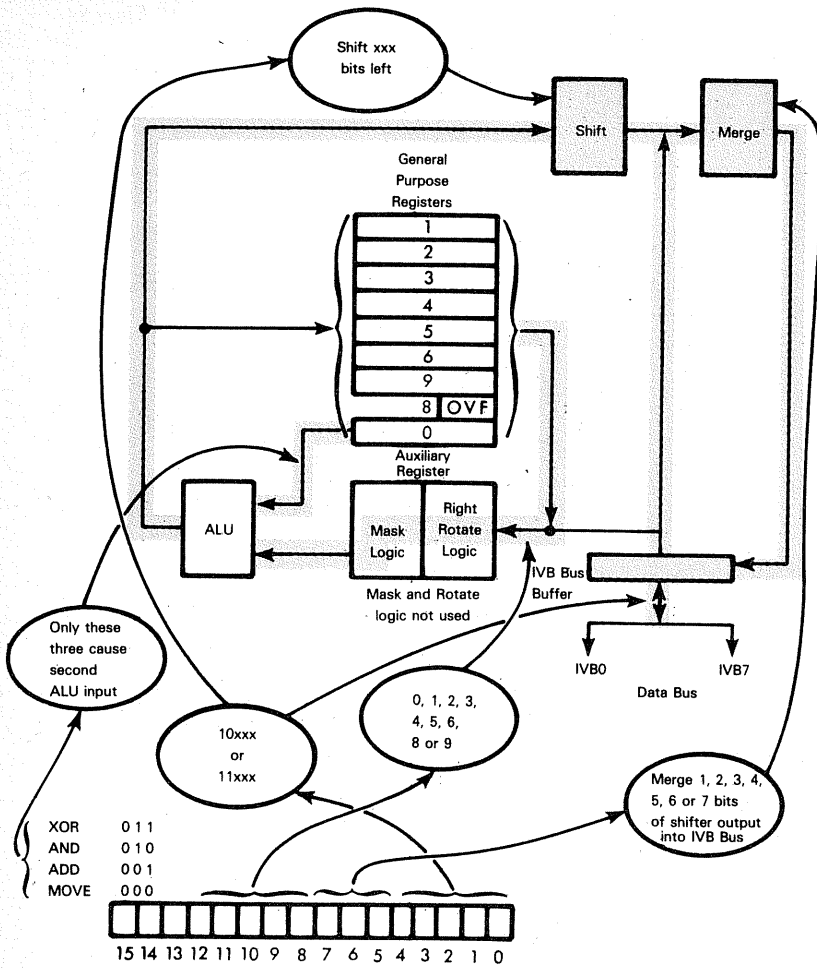 Shift xxx
bits left
Shift
Merge
General
Purpose
Registers
1
2
3
4
5
6
9
8 OVF
0
Auxiliary
Register
ALU
Mask
Logic
Right
Rotate
Logic
IVB Bus
Buffer
Mask and Rotate
logic not used
Only these
three cause
second
ALU input
IVB0
IVB7
Data Bus
10xxx
or
11xxx
0, 1, 2, 3,
4, 5, 6,
8 or 9
Merge 1, 2, 3, 4,
5, 6 or 7 bits
of shifter output
into IVB Bus
XOR 0 1 1
AND 0 1 0
ADD 0 0 1
MOVE 0 0 0
15 14 13 12 11 10 9 8 7 6 5 4 3 2 1 0